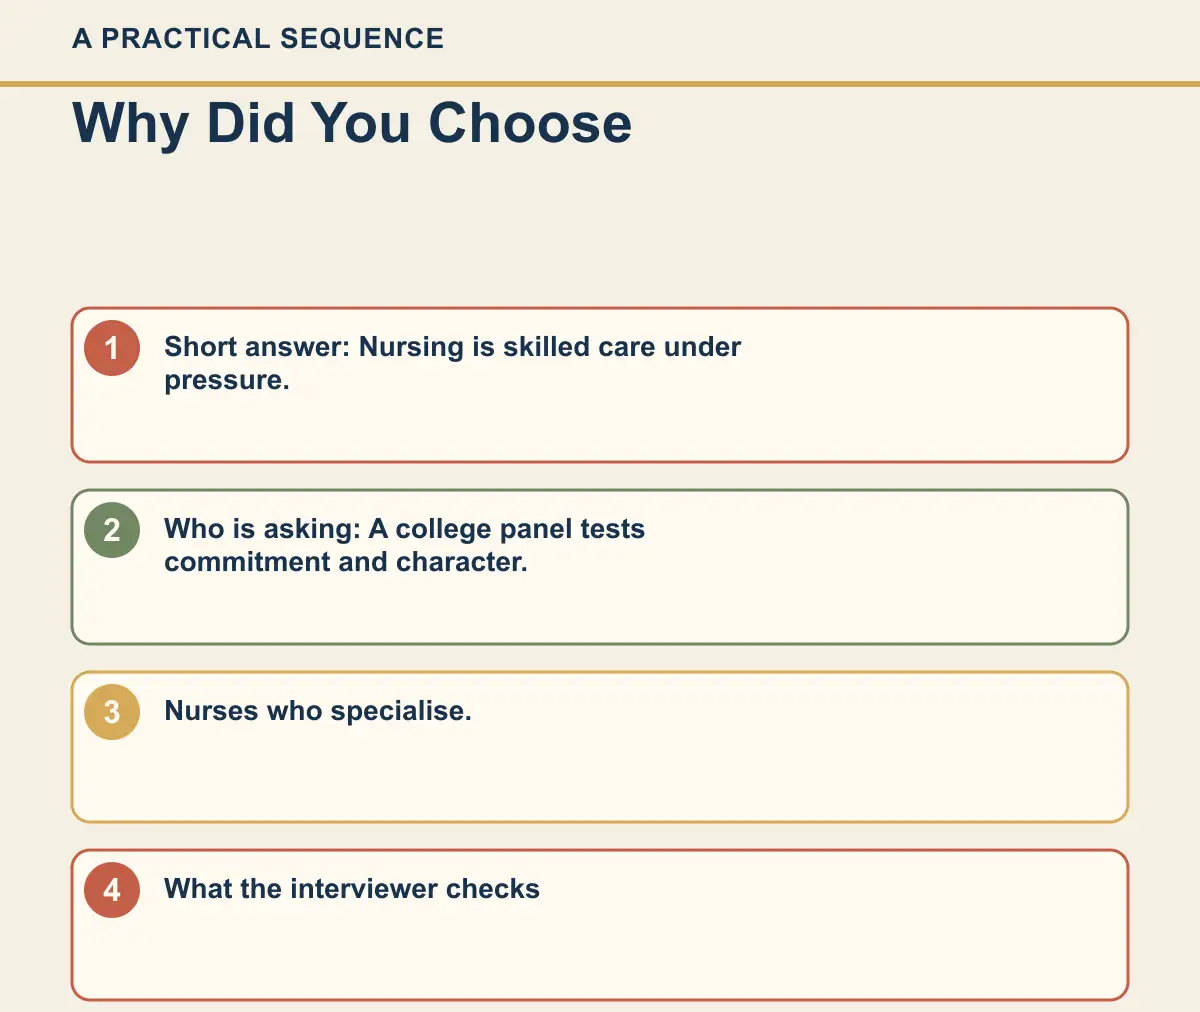 A PRACTICAL SEQUENCE
Why Did You Choose
1
Short answer: Nursing is skilled care under
pressure.
2
Who is asking: A college panel tests
commitment and character.
3
Nurses who specialise.
4
What the interviewer checks